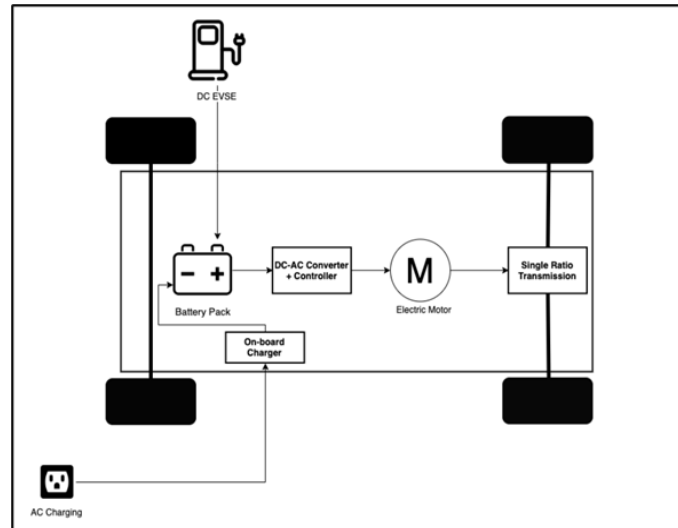 DC EVSE
DC-AC Converter
+ Controller
M
Single Ratio
Transmission
Battery Pack
Electric Motor
On-board
Charger
AC Charging